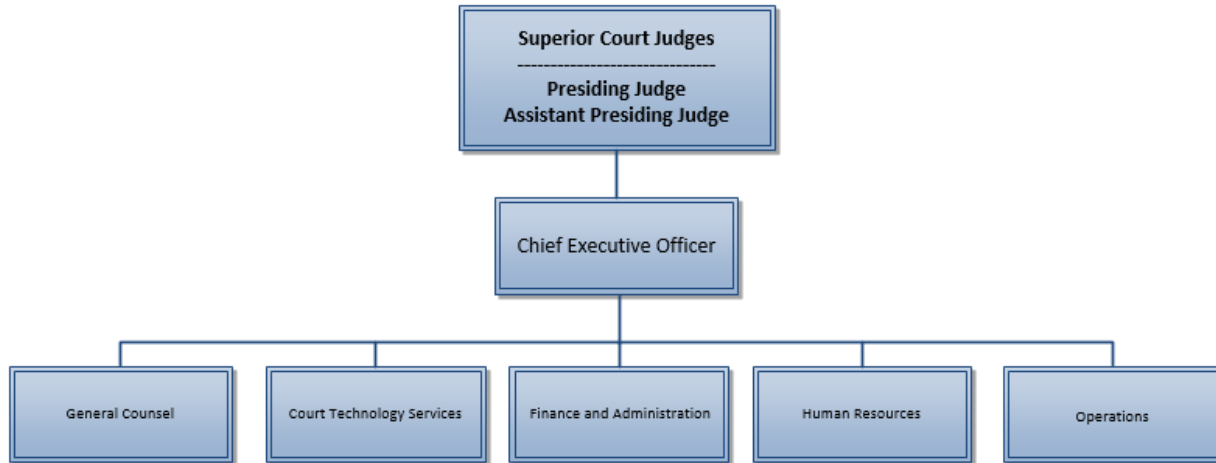 Superior Court Judges
------------------------------
Presiding Judge
Assistant Presiding Judge
Chief Executive Officer
General Counsel
Court Technology Services
Finance and Administration
Human Resources
Operations